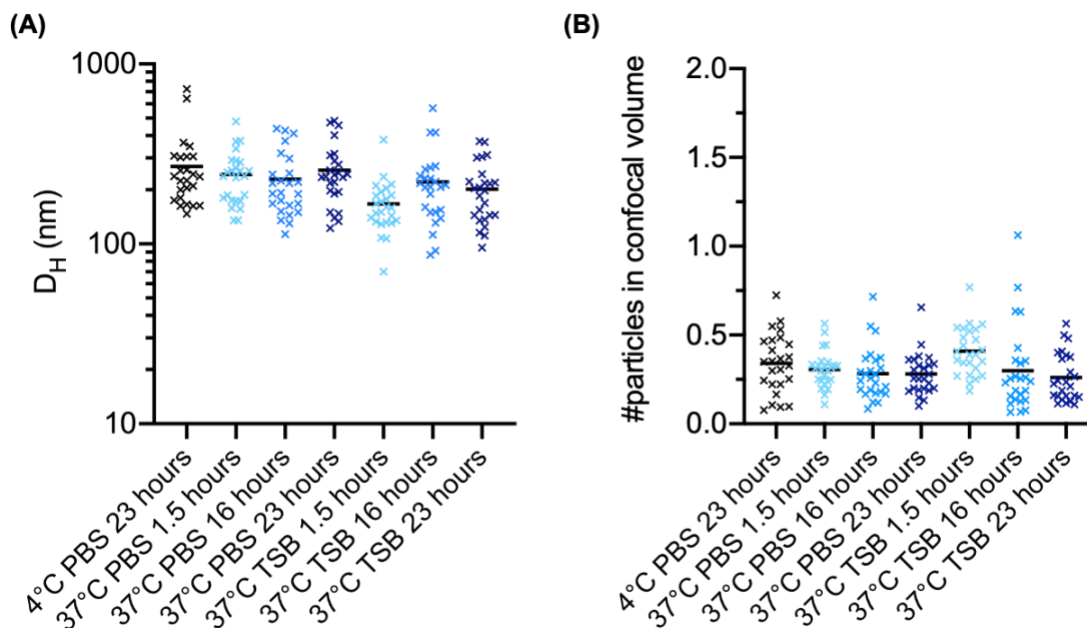 (A)
1000
100
10
D_H (nm)
4°C PBS 23 hours
37°C PBS 1.5 hours
37°C PBS 16 hours
37°C PBS 23 hours
37°C TSB 1.5 hours
37°C TSB 16 hours
37°C TSB 23 hours
(B)
2.0
1.5
1.0
0.5
0.0
#particles in confocal volume
4°C PBS 23 hours
37°C PBS 1.5 hours
37°C PBS 16 hours
37°C PBS 23 hours
37°C TSB 1.5 hours
37°C TSB 16 hours
37°C TSB 23 hours